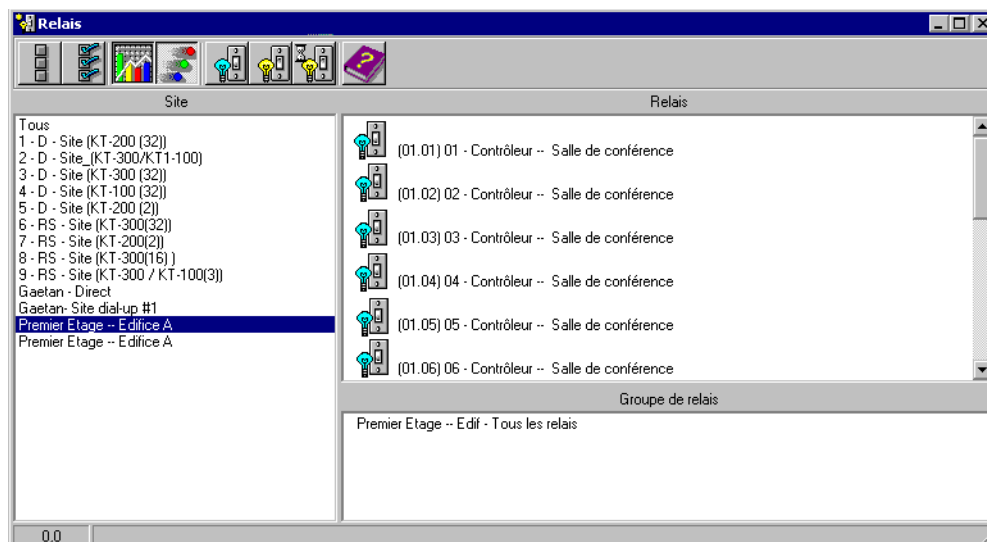 Relais
Site
Relais
Tous
1 - D - Site (KT-200 (32))
2 - D - Site_(KT-300/KT1-100)
3 - D - Site (KT-300 (32))
4 - D - Site (KT-100 (32))
5 - D - Site (KT-200 (2))
6 - RS - Site (KT-300(32))
7 - RS - Site (KT-200(2))
8 - RS - Site (KT-300(16) )
9 - RS - Site (KT-300 / KT-100(3))
Gaetan - Direct
Gaetan- Site dial-up #1
Premier Etage -- Edifice A
Premier Etage -- Edifice A
(01.01) 01 - Contrôleur -- Salle de conférence
(01.02) 02 - Contrôleur -- Salle de conférence
(01.03) 03 - Contrôleur -- Salle de conférence
(01.04) 04 - Contrôleur -- Salle de conférence
(01.05) 05 - Contrôleur -- Salle de conférence
(01.06) 06 - Contrôleur -- Salle de conférence
Groupe de relais
Premier Etage -- Edif - Tous les relais
0.0